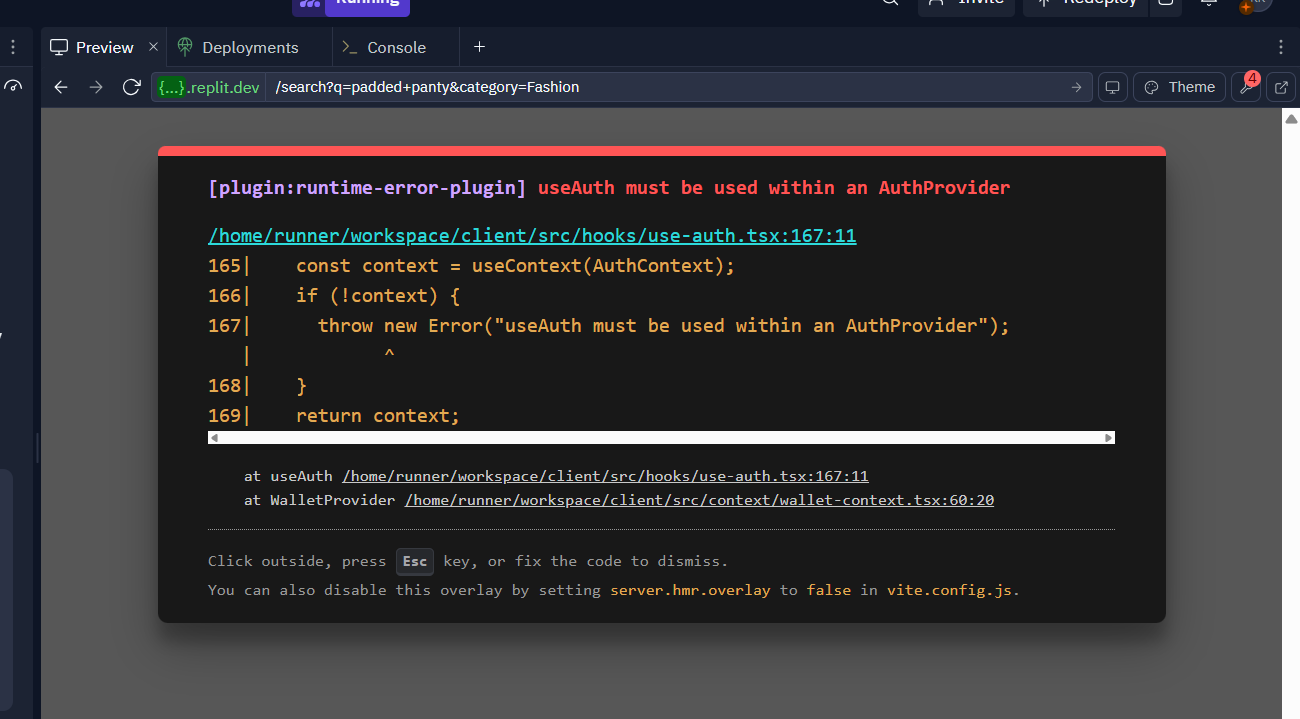 Running
Invite
Redeploy
Preview
Deployments
Console
{...}.replit.dev
/search?q=padded+panty&category=Fashion
Theme
4
[plugin:runtime-error-plugin] useAuth must be used within an AuthProvider
/home/runner/workspace/client/src/hooks/use-auth.tsx:167:11
165|    const context = useContext(AuthContext);
166|    if (!context) {
167|      throw new Error("useAuth must be used within an AuthProvider");
|            ^
168|    }
169|    return context;
at useAuth /home/runner/workspace/client/src/hooks/use-auth.tsx:167:11
at WalletProvider /home/runner/workspace/client/src/context/wallet-context.tsx:60:20
Click outside, press Esc key, or fix the code to dismiss.
You can also disable this overlay by setting server.hmr.overlay to false in vite.config.js.